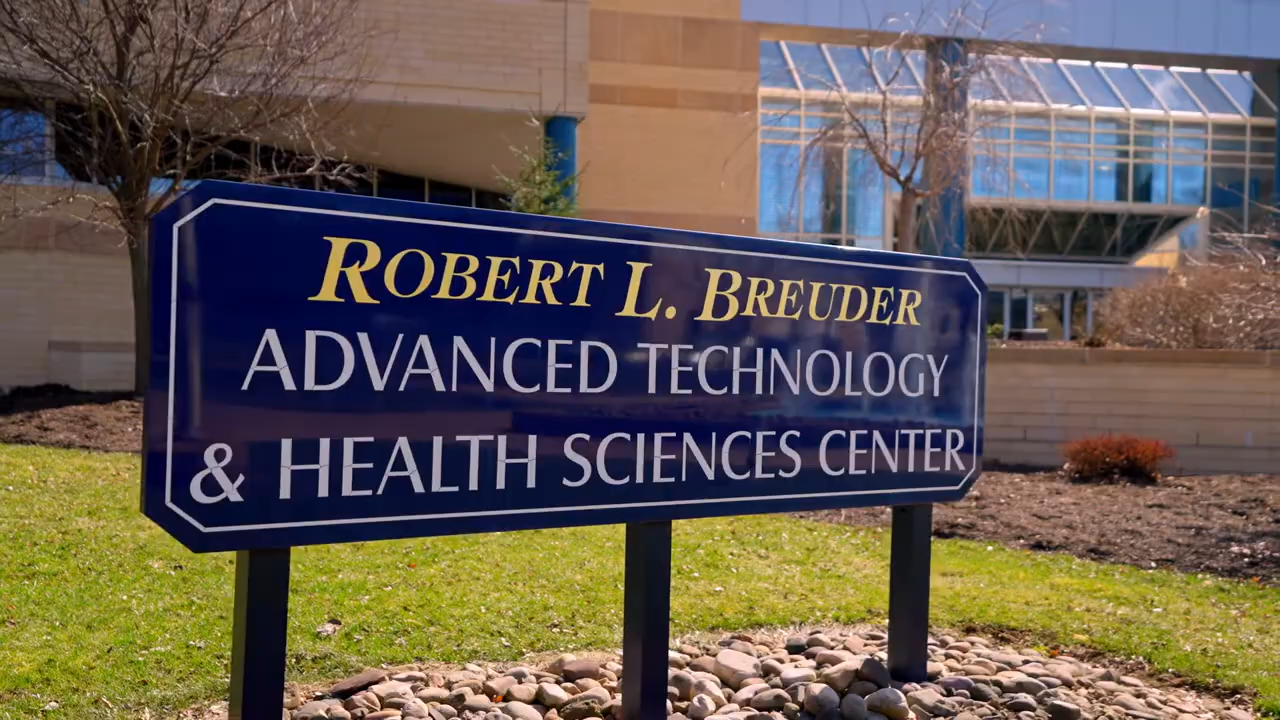 ROBERT L. BREUDER
ADVANCED TECHNOLOGY
& HEALTH SCIENCES CENTER